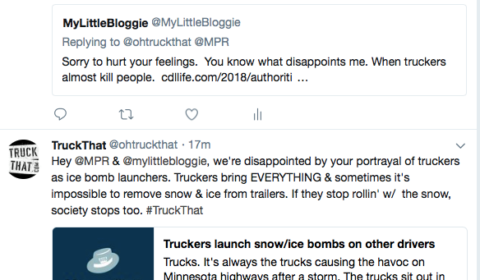 MyLittleBloggie @MyLittleBloggie
Replying to @ohtruckthat @MPR
Sorry to hurt your feelings. You know what disappoints me. When truckers
almost kill people. cdllife.com/2018/authoriti ...
TRUCK
THAT
TruckThat @ohtruckthat · 17m
Hey @MPR & @mylittlebloggie, we're disappointed by your portrayal of truckers
as ice bomb launchers. Truckers bring EVERYTHING & sometimes it's
impossible to remove snow & ice from trailers. If they stop rollin' w/ the snow,
society stops too. #TruckThat
Truckers launch snow/ice bombs on other drivers
Trucks. It's always the trucks causing the havoc on
Minnesota highways after a storm. The trucks sit out in